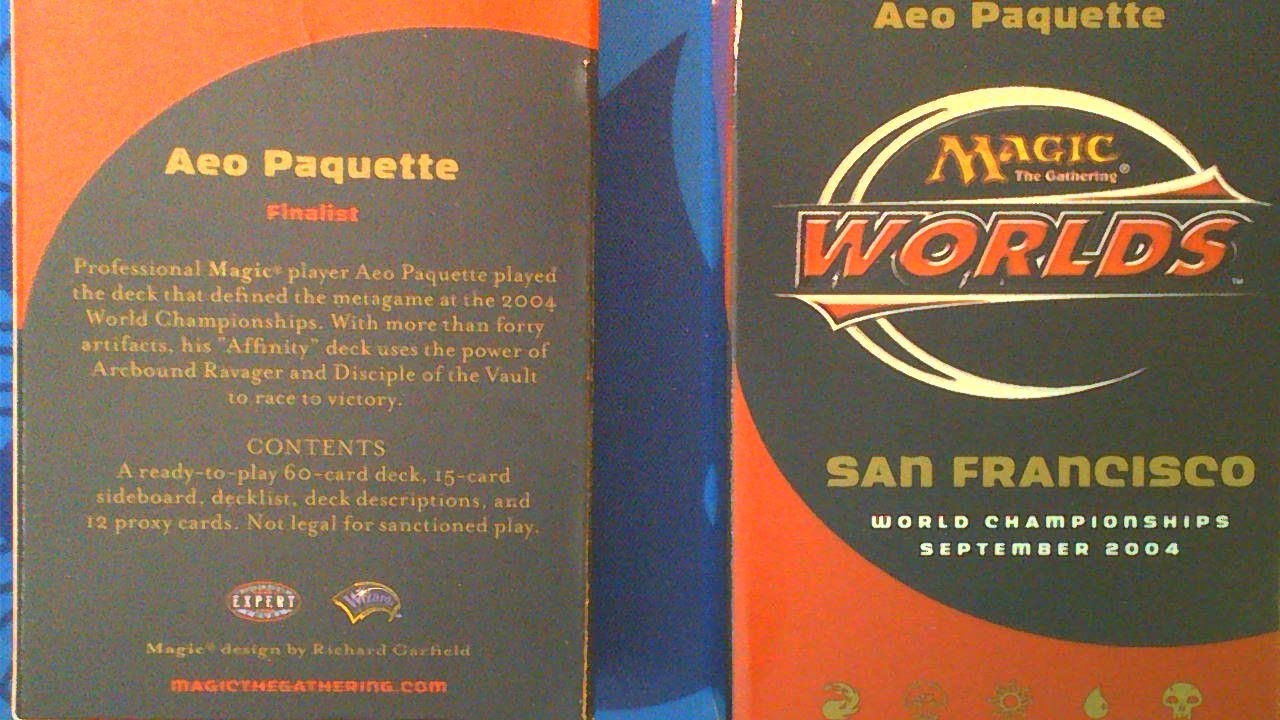 Aeo Paquette
Finalist
Professional Magic® player Aeo Paquette played
the deck that defined the metagame at the 2004
World Championships. With more than forty
artifacts, his "Affinity" deck uses the power of
Arcbound Ravager and Disciple of the Vault
to race to victory.
CONTENTS
A ready-to-play 60-card deck, 15-card
sideboard, decklist, deck descriptions, and
12 proxy cards. Not legal for sanctioned play.
EXPERT
Wizards
Magic® design by Richard Garfield
MAGICTHEGATHERING.COM
Aeo Paquette
MAGIC
The Gathering®
WORLDS™
SAN FRANCISCO
WORLD CHAMPIONSHIPS
SEPTEMBER 2004